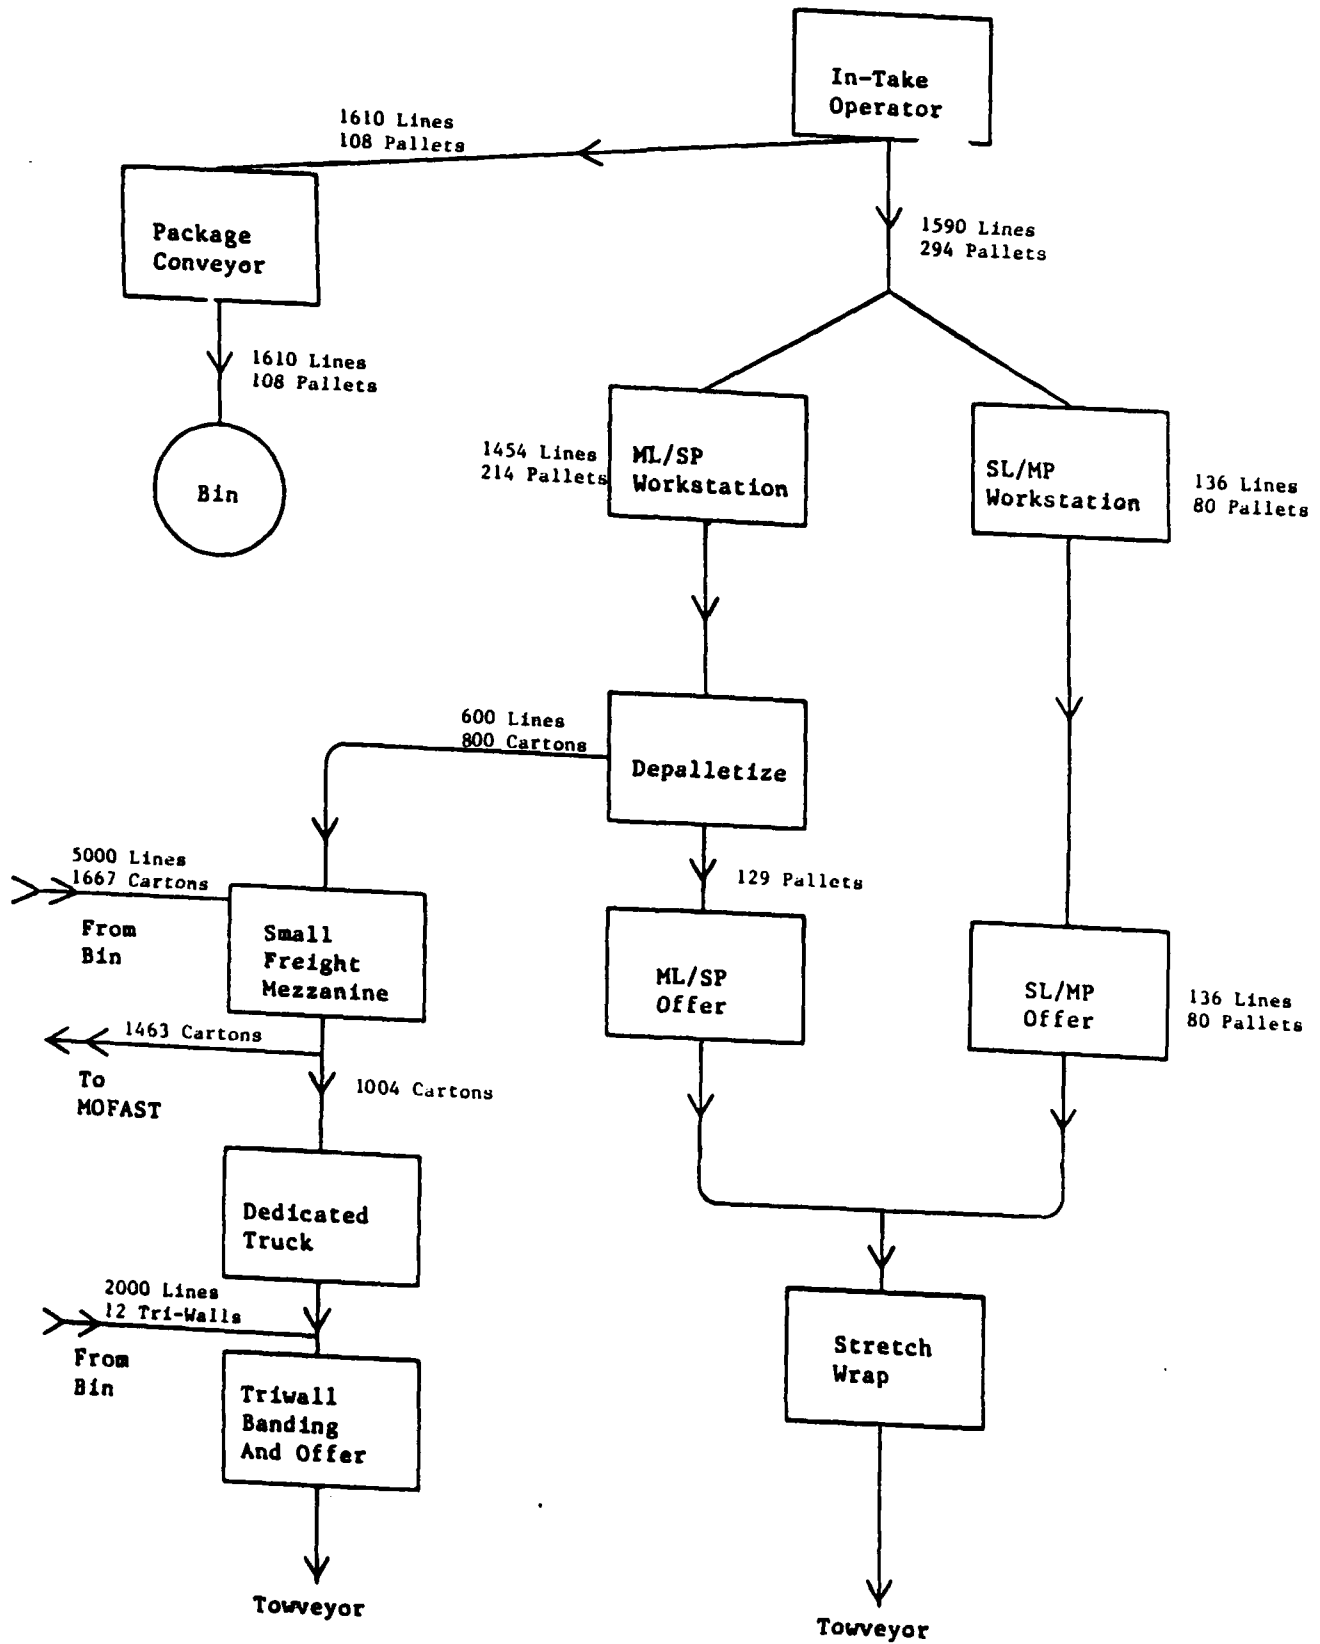 In-Take
Operator
1610 Lines
108 Pallets
Package
Conveyor
1590 Lines
294 Pallets
1610 Lines
108 Pallets
Bin
1454 Lines
214 Pallets
ML/SP
Workstation
SL/MP
Workstation
136 Lines
80 Pallets
600 Lines
800 Cartons
Depalletize
5000 Lines
1667 Cartons
From
Bin
Small
Freight
Mezzanine
129 Pallets
ML/SP
Offer
SL/MP
Offer
136 Lines
80 Pallets
1463 Cartons
To
MOFAST
1004 Cartons
Dedicated
Truck
2000 Lines
12 Tri-Walls
From
Bin
Triwall
Banding
And Offer
Stretch
Wrap
Towveyor
Towveyor